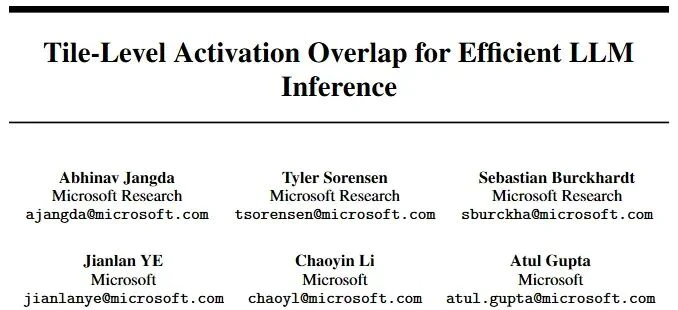 Tile-Level Activation Overlap for Efficient LLM
Inference
Abhinav Jangda
Microsoft Research
ajangda@microsoft.com
Tyler Sorensen
Microsoft Research
tsorensen@microsoft.com
Sebastian Burckhardt
Microsoft Research
sburckha@microsoft.com
Jianlan YE
Microsoft
jianlanye@microsoft.com
Chaoyin Li
Microsoft
chaoyl@microsoft.com
Atul Gupta
Microsoft
atul.gupta@microsoft.com